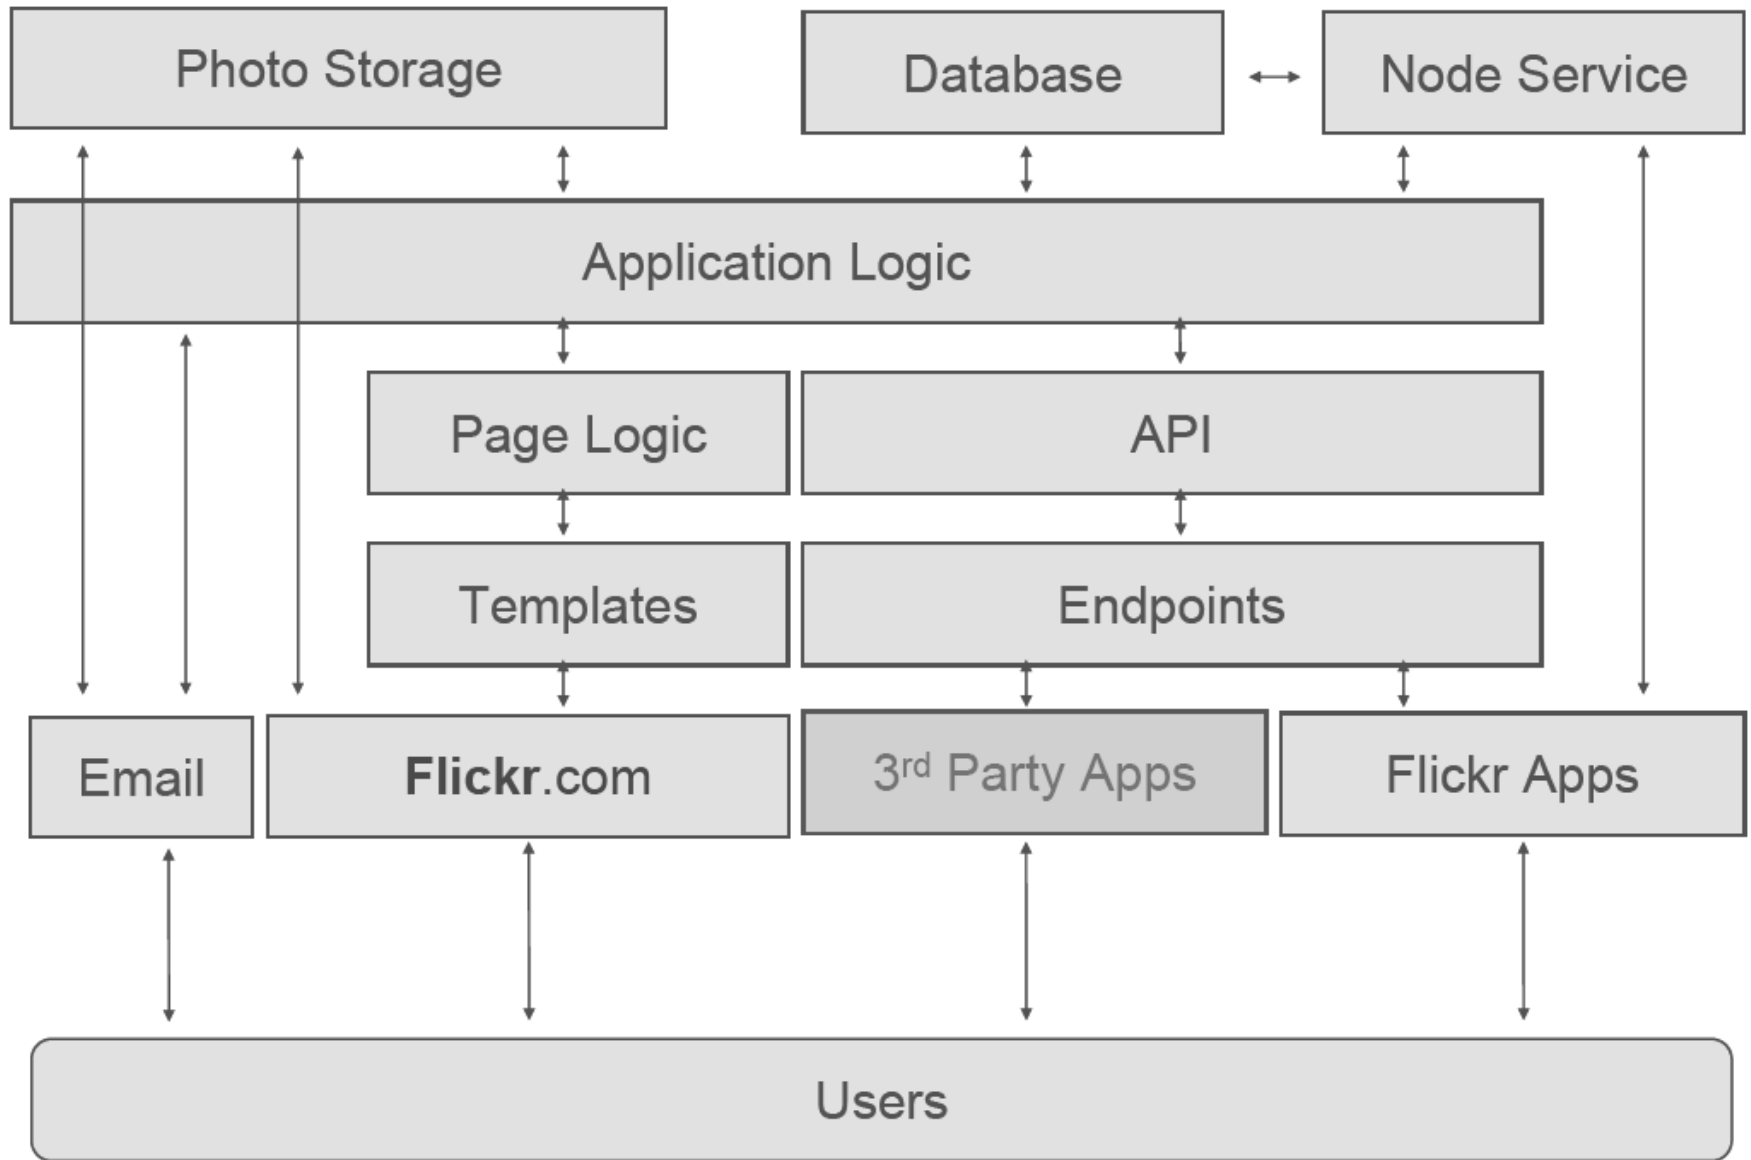 Photo Storage
Database
Node Service
Application Logic
Page Logic
API
Templates
Endpoints
Email
Flickr.com
3rd Party Apps
Flickr Apps
Users